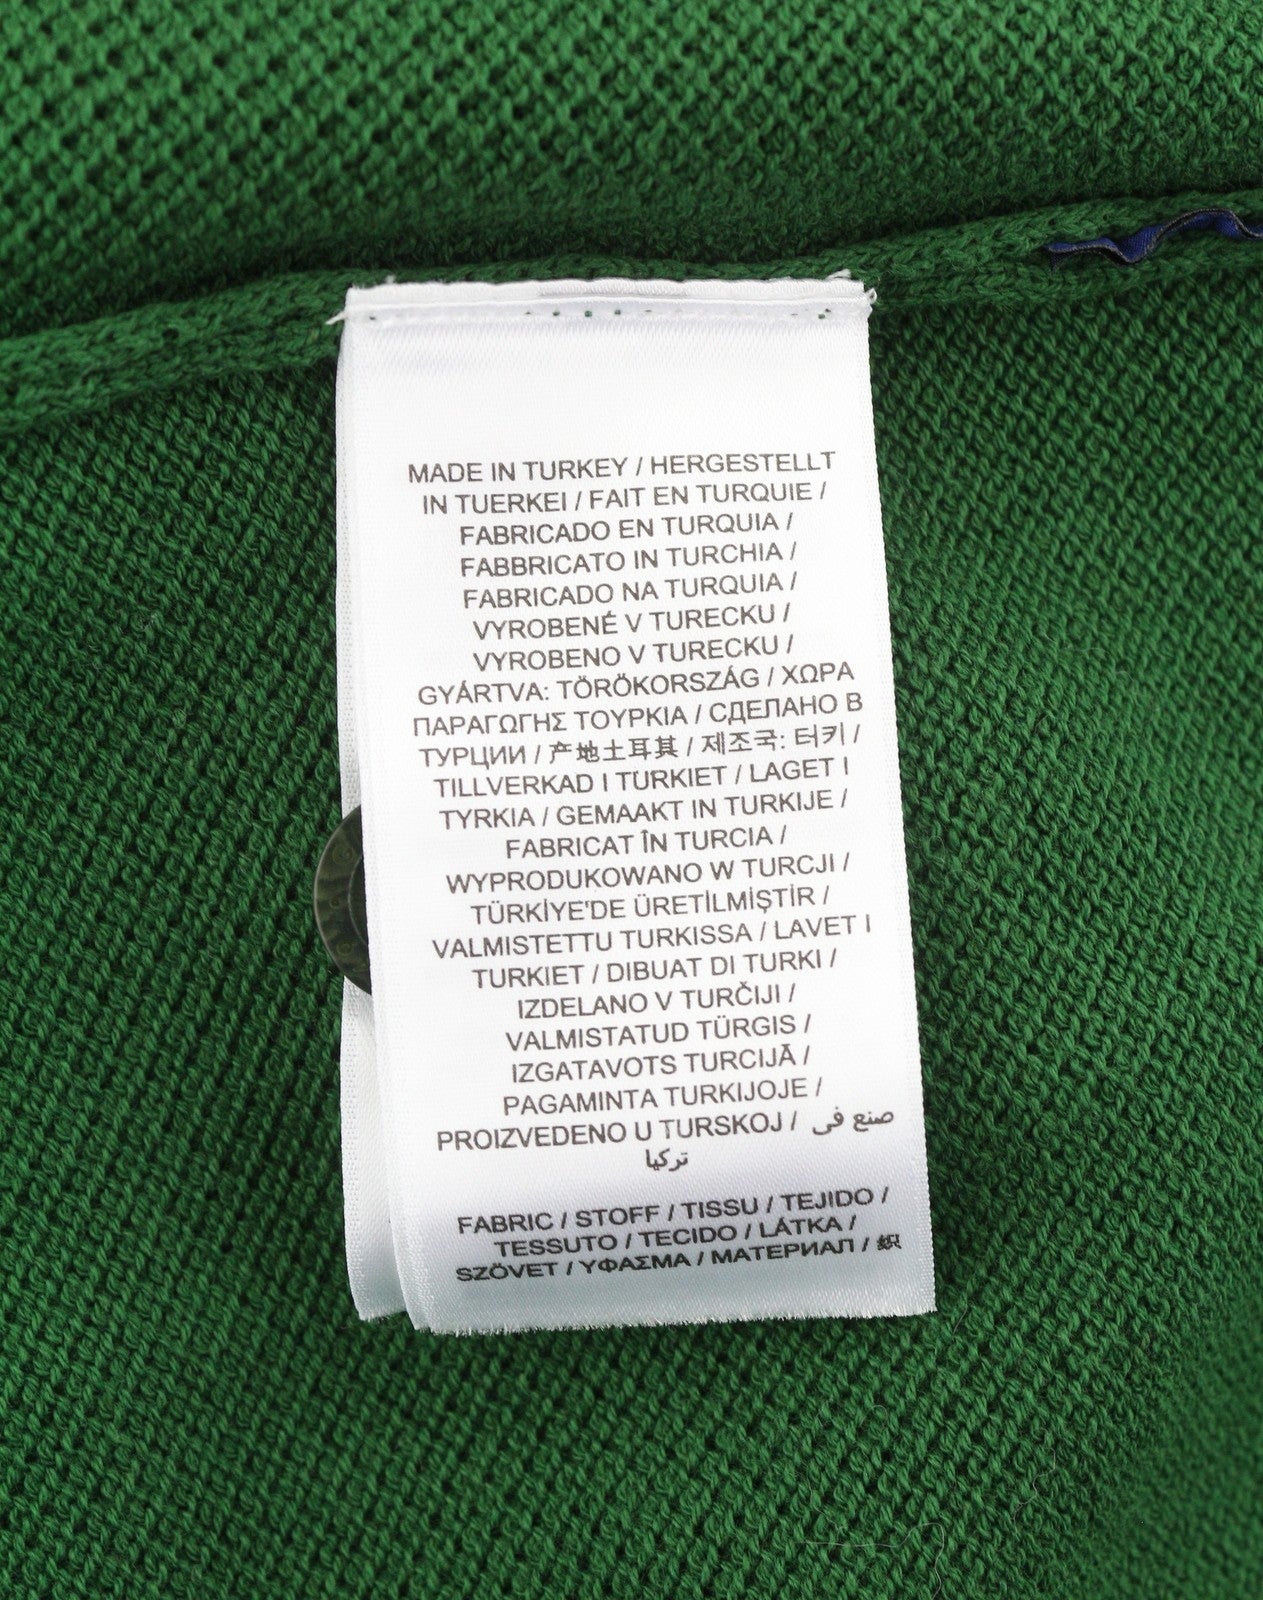 MADE IN TURKEY / HERGESTELLT
IN TUERKEI / FAIT EN TURQUIE /
FABRICADO EN TURQUIA /
FABBRICATO IN TURCHIA /
FABRICADO NA TURQUIA /
VYROBENÉ V TURECKU /
VYROBENO V TURECKU /
GYÁRTVA: TÖRÖKORSZÁG / ΧΩΡΑ
ΠΑΡΑΓΩΓΗΣ ΤΟΥΡΚΙΑ / СДЕЛАНО В
ТУРЦИИ / 产地土耳其 / 제조국: 터키 /
TILLVERKAD I TURKIET / LAGET I
TYRKIA / GEMAAKT IN TURKIJE /
FABRICAT ÎN TURCIA /
WYPRODUKOWANO W TURCJI /
TÜRKİYE'DE ÜRETİLMİŞTİR /
VALMISTETTU TURKISSA / LAVET I
TURKIET / DIBUAT DI TURKI /
IZDELANO V TURČIJI /
VALMISTATUD TÜRGIS /
IZGATAVOTS TURCIJĀ /
PAGAMINTA TURKIJOJE /
PROIZVEDENO U TURSKOJ / صنع في
تركيا
FABRIC / STOFF / TISSU / TEJIDO /
TESSUTO / TECIDO / LÁTKA /
SZÖVET / ΥΦΑΣΜΑ / МАТЕРИАЛ / 织